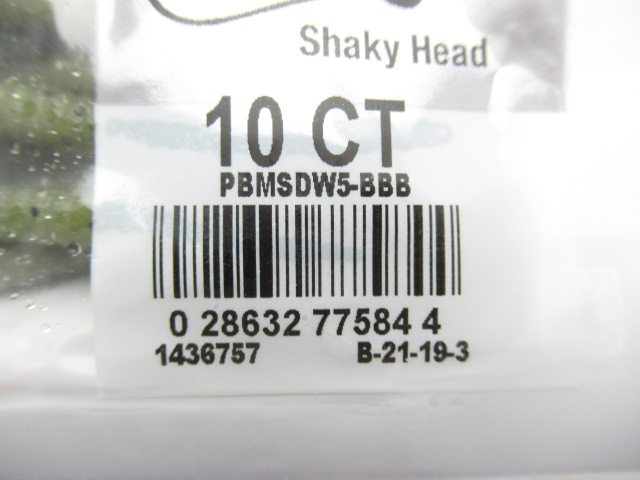 Shaky Head
10 CT
PBMSDW5-BBB
0 28632 77584 4
1436757 B-21-19-3